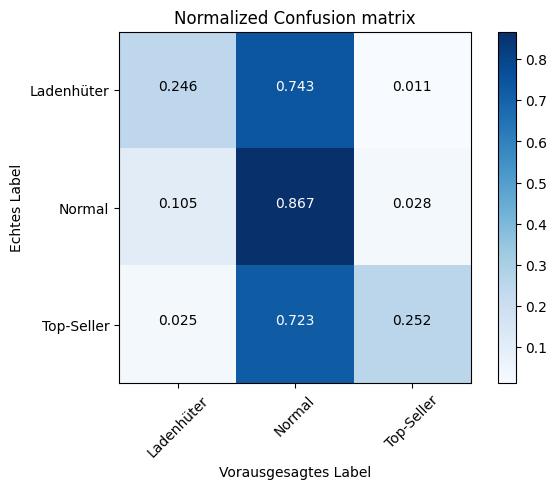 Normalized Confusion matrix
Echtes Label
Ladenhüter
0.246 0.743 0.011
Normal
0.105 0.867 0.028
Top-Seller
0.025 0.723 0.252
Ladenhüter
Normal
Top-Seller
Vorausgesagtes Label
0.8
0.7
0.6
0.5
0.4
0.3
0.2
0.1